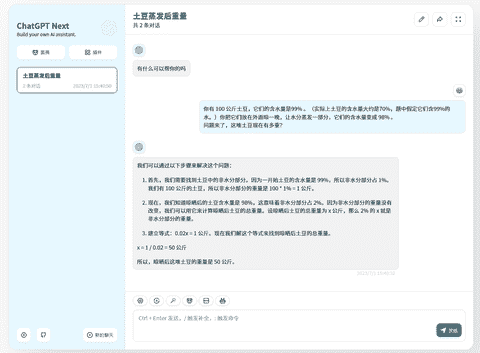 ChatGPT Next
Build your own AI assistant.
面具
插件
土豆蒸发后重量
2 条对话
新的聊天
土豆蒸发后重量
共 2 条对话
有什么可以帮你的吗
你有 100 公斤土豆，它们的含水量是99% 。（实际上土豆的含水量大约是70%，题中假定它们含99%的
水。）你把它们放在外面晾一晚，让水分蒸发一部分，它们的含水量变成 98% 。
问题来了，这堆土豆现在有多重？
我们可以通过以下步骤来解决这个问题：
1. 首先，我们需要找到土豆中的非水分部分。因为一开始土豆的含水量是 99%，所以非水分部分占 1%。
我们有 100 公斤的土豆，所以非水分部分的重量是 100 * 1% = 1 公斤。
2. 现在，我们知道晾晒后的土豆含水量是 98%。这意味着非水分部分占 2%。因为非水分部分的重量没有
改变，我们可以用它来计算晾晒后土豆的总重量。设晾晒后土豆的总重量为 x 公斤，那么 2% 的 x 就是
非水分部分的重量。
3. 建立等式：0.02x = 1 公斤。现在我们解这个等式来找到晾晒后土豆的总重量。
x = 1 / 0.02 = 50 公斤
所以，晾晒后这堆土豆的重量是 50 公斤。
Ctrl + Enter 发送，/ 触发补全，: 触发命令
发送